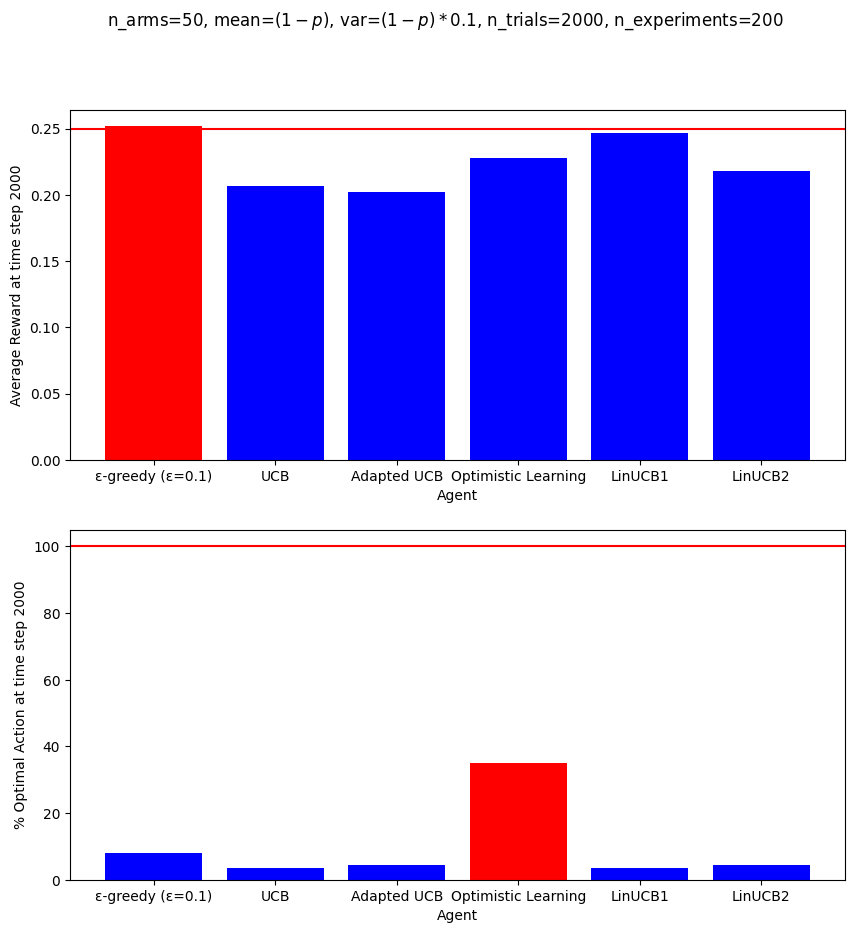 n_arms=50, mean=(1 − p), var=(1 − p) * 0.1, n_trials=2000, n_experiments=200
0.25
0.20
0.15
0.10
0.05
0.00
Average Reward at time step 2000
ε-greedy (ε=0.1) UCB Adapted UCB Optimistic Learning LinUCB1 LinUCB2
Agent
100
80
60
40
20
0
% Optimal Action at time step 2000
ε-greedy (ε=0.1) UCB Adapted UCB Optimistic Learning LinUCB1 LinUCB2
Agent